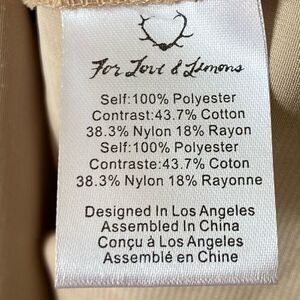 For Love & Lemons
Self:100% Polyester
Contrast:43.7% Cotton
38.3% Nylon 18% Rayon
Self:100% Polyester
Contraste:43.7% Coton
38.3% Nylon 18% Rayonne
Designed In Los Angeles
Assembled In China
Conçu à Los Angeles
Assemblé en Chine